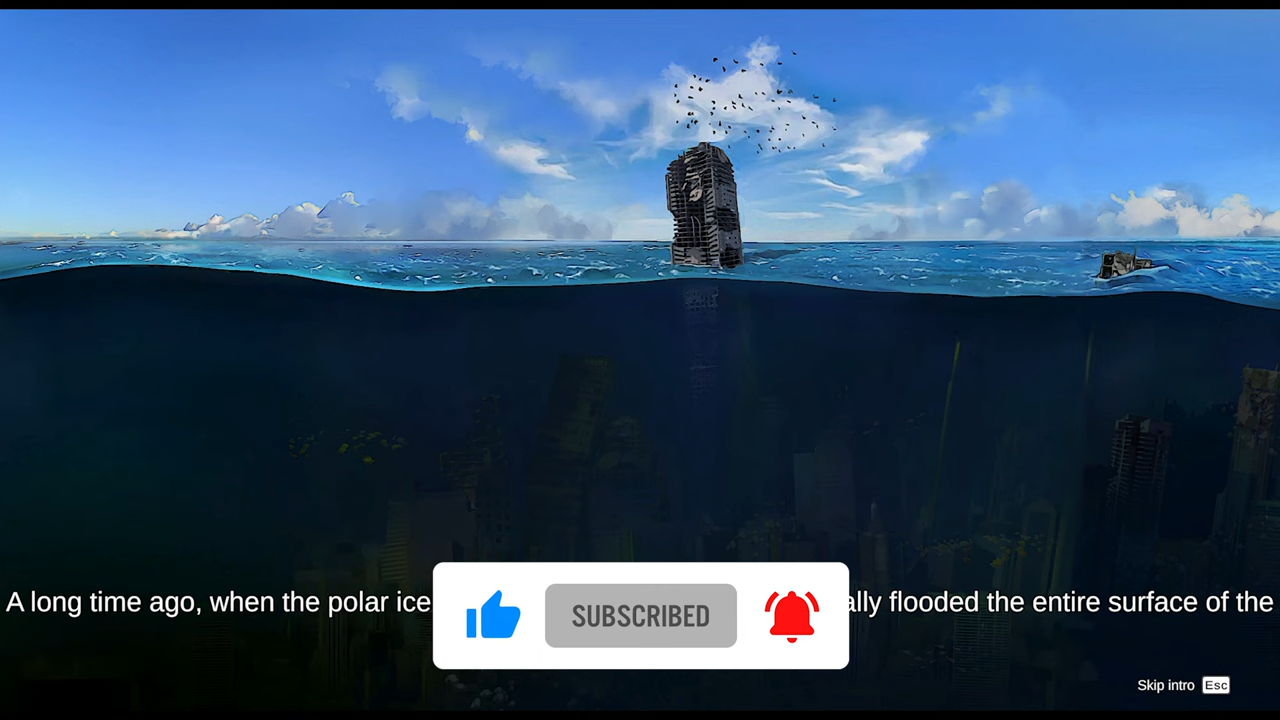 A long time ago, when the polar ice ally flooded the entire surface of the
SUBSCRIBED
Skip intro Esc